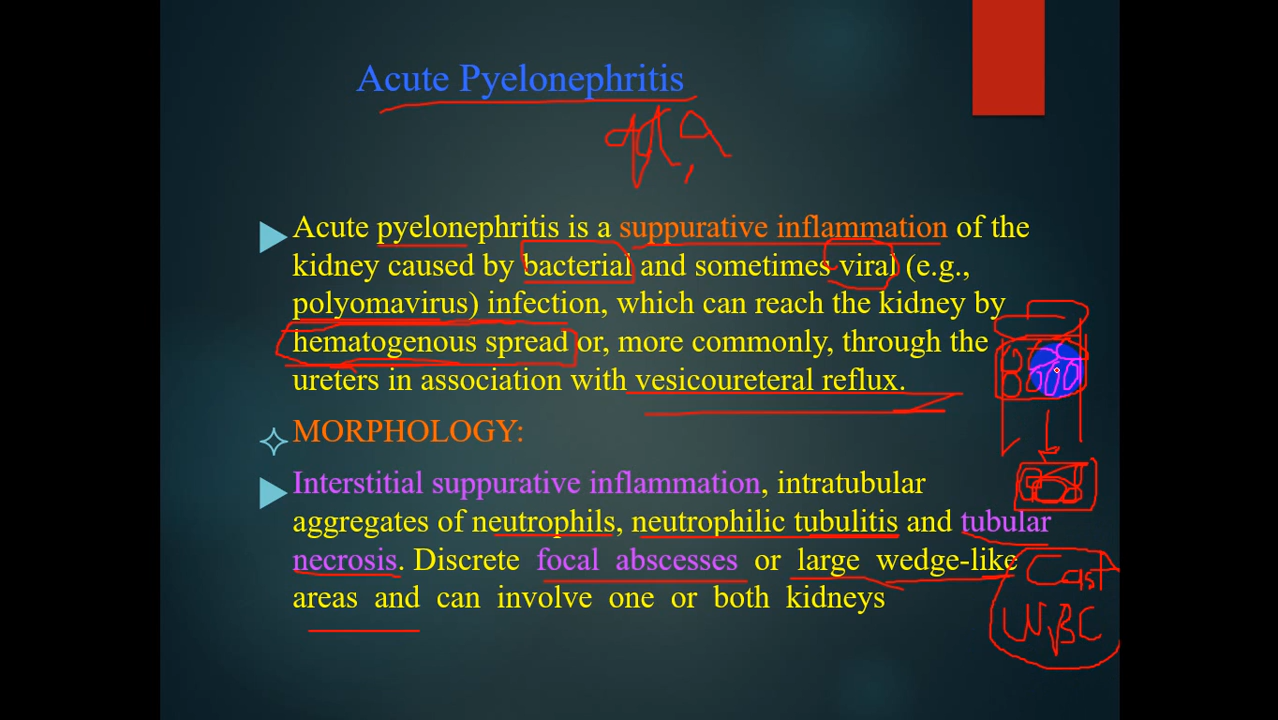 Acute Pyelonephritis
Acute pyelonephritis is a suppurative inflammation of the
kidney caused by bacterial and sometimes viral (e.g.,
polyomavirus) infection, which can reach the kidney by
hematogenous spread or, more commonly, through the
ureters in association with vesicoureteral reflux.
MORPHOLOGY:
Interstitial suppurative inflammation, intratubular
aggregates of neutrophils, neutrophilic tubulitis and tubular
necrosis. Discrete focal abscesses or large wedge-like
areas and can involve one or both kidneys
Cast
WBC